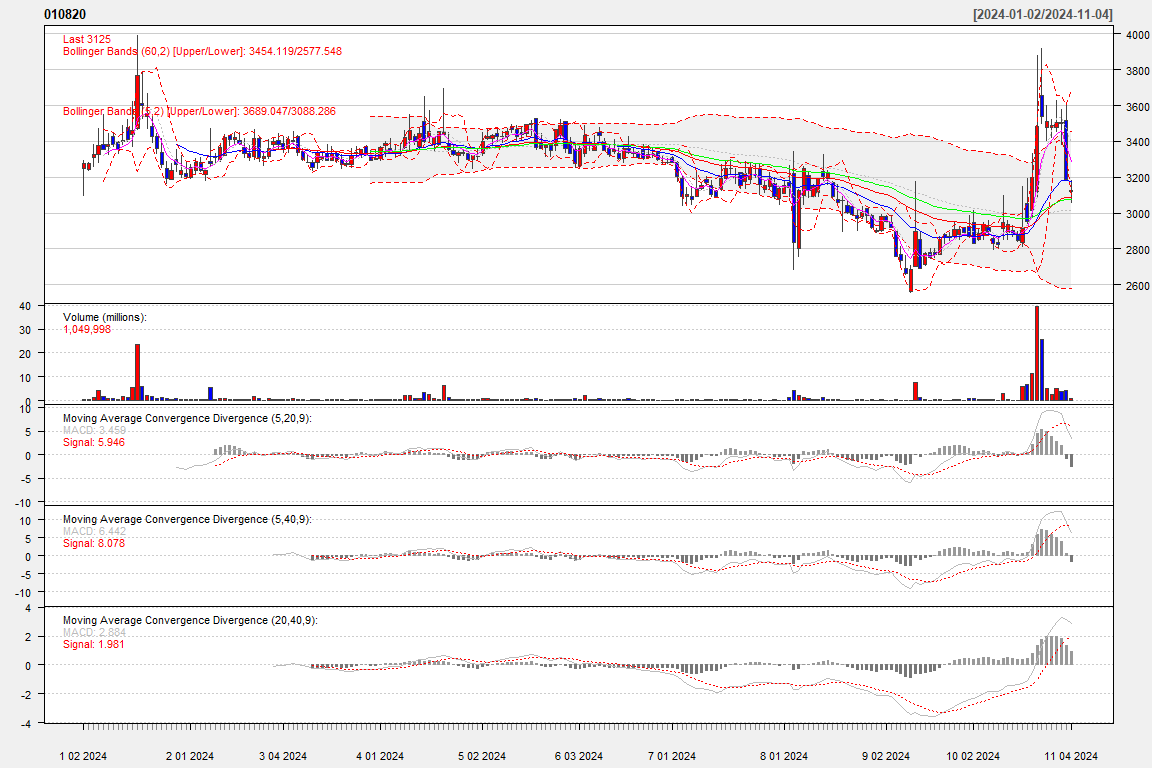 010820 [2024-01-02/2024-11-04]
Last 3125
Bollinger Bands (60,2) [Upper/Lower]: 3454.119/2577.548
Bollinger Bands (5,2) [Upper/Lower]: 3689.047/3088.286
4000
3800
3600
3400
3200
3000
2800
2600
Volume (millions):
1,049,998
40
30
20
10
0
Moving Average Convergence Divergence (5,20,9):
MACD: 3.459
Signal: 5.946
10
5
0
-5
-10
Moving Average Convergence Divergence (5,40,9):
MACD: 6.442
Signal: 8.078
10
5
0
-5
-10
Moving Average Convergence Divergence (20,40,9):
MACD: 2.884
Signal: 1.981
4
2
0
-2
-4
1 02 2024 2 01 2024 3 04 2024 4 01 2024 5 02 2024 6 03 2024 7 01 2024 8 01 2024 9 02 2024 10 02 2024 11 04 2024